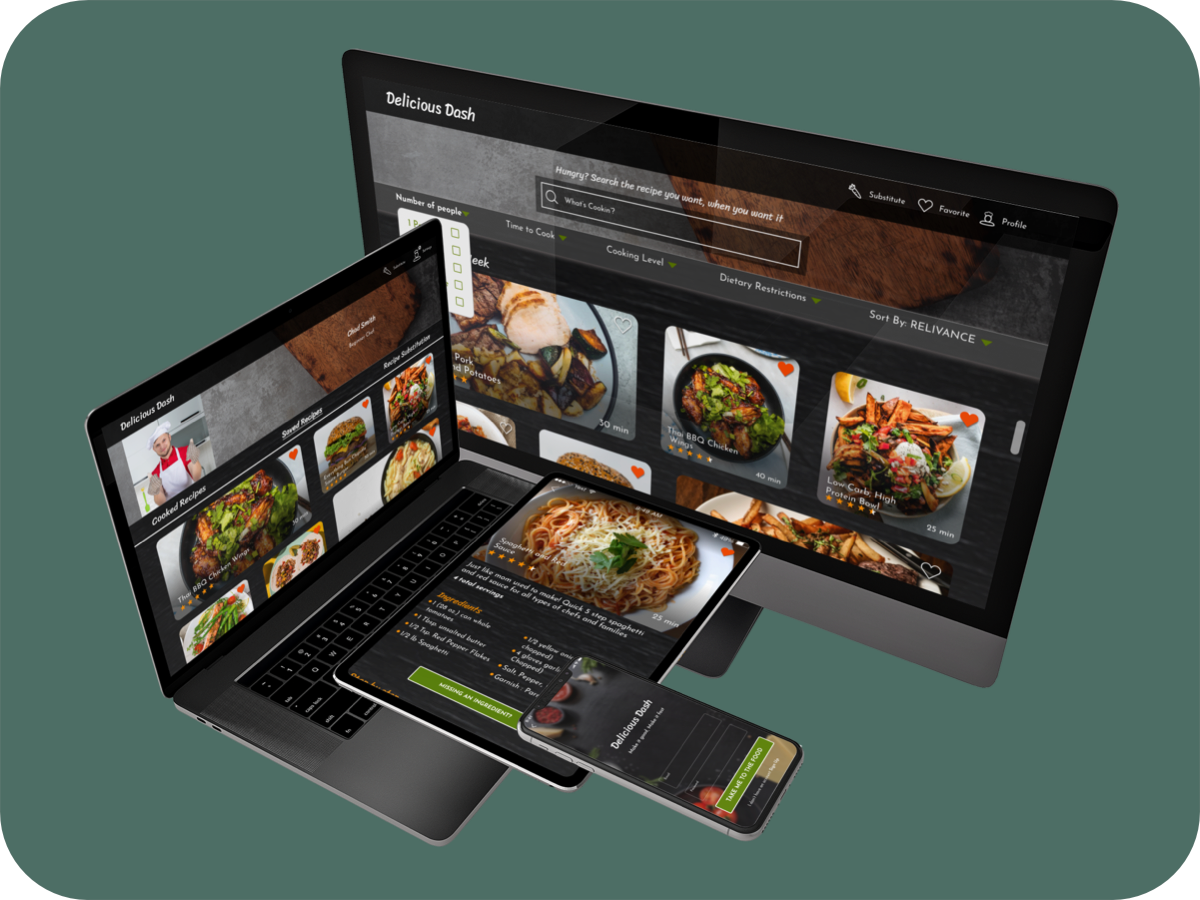 Delicious Dash
Hungry? Search the recipe you want, when you want it
What's Cookin'?
Substitute
Favorite
Profile
Number of people
Time to Cook
Cooking Level
Dietary Restrictions
Sort By: RELIVANCE
Pork
Potatoes
30 min
Thai BBQ Chicken
Wings
40 min
Low Carb, High
Protein Bowl
25 min
Delicious Dash
Chad Smith
Beginner Chef
Cooked Recipes
Saved Recipes
Recipe Substitution
Thai BBQ Chicken Wings
Spaghetti
Sauce
25 min
Just like mom used to make! Quick 5 step spaghetti
and red sauce for all types of chefs and families
4 total servings
Ingredients
1 (28 oz.) can whole
tomatoes
1 Tbsp. unsalted butter
1/2 Tsp. Red Pepper Flakes
1/2 lb Spaghetti
1/2 yellow
chopped)
4 gloves
Chopped)
Salt, Pepper,
Garnish :
MISSING AN INGREDIENT?
Delicious Dash
Make it good, Make it fast
TAKE ME TO THE FOOD